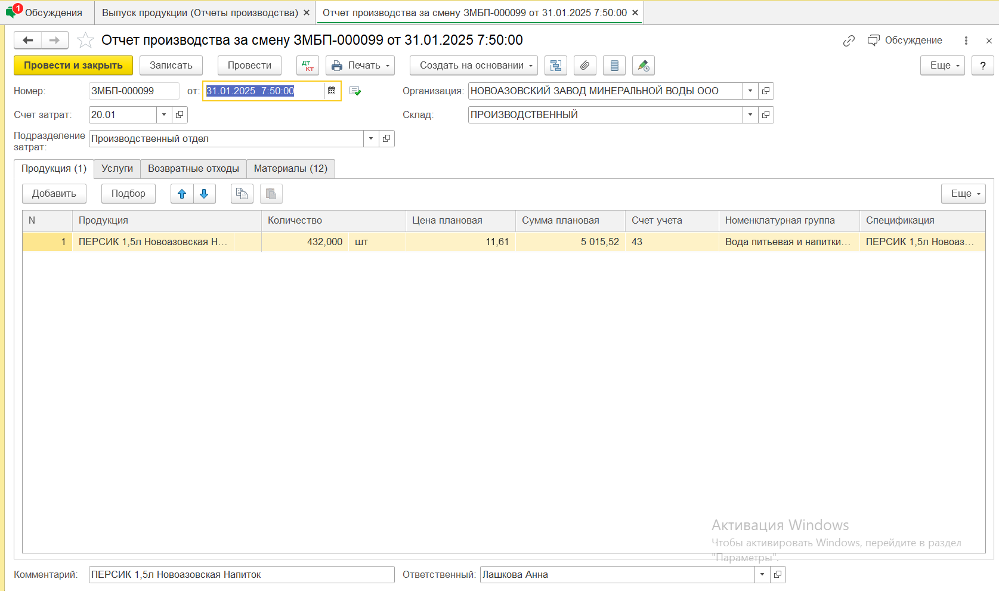 1 Обсуждения
Выпуск продукции (Отчеты производства) ×
Отчет производства за смену ЗМБП-000099 от 31.01.2025 7:50:00 ×
Отчет производства за смену ЗМБП-000099 от 31.01.2025 7:50:00
Обсуждение
Провести и закрыть Записать Провести Дт Кт Печать Создать на основании Еще ?
Номер: ЗМБП-000099 от: 31.01.2025 7:50:00 Организация: НОВОАЗОВСКИЙ ЗАВОД МИНЕРАЛЬНОЙ ВОДЫ ООО
Счет затрат: 20.01 Склад: ПРОИЗВОДСТВЕННЫЙ
Подразделение затрат: Производственный отдел
Продукция (1) Услуги Возвратные отходы Материалы (12)
Добавить Подбор Еще
N Продукция Количество Цена плановая Сумма плановая Счет учета Номенклатурная группа Спецификация
1 ПЕРСИК 1,5л Новоазовская Н... 432,000 шт 11,61 5 015,52 43 Вода питьевая и напитки... ПЕРСИК 1,5л Новоаз...
Активация Windows
Чтобы активировать Windows, перейдите в раздел
"Параметры".
Комментарий: ПЕРСИК 1,5л Новоазовская Напиток Ответственный: Лашкова Анна